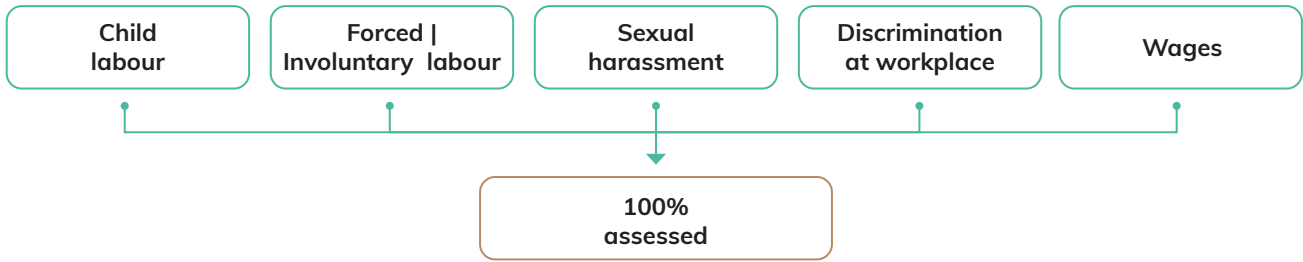 Child
labour
Forced |
Involuntary labour
Sexual
harassment
Discrimination
at workplace
Wages
100%
assessed